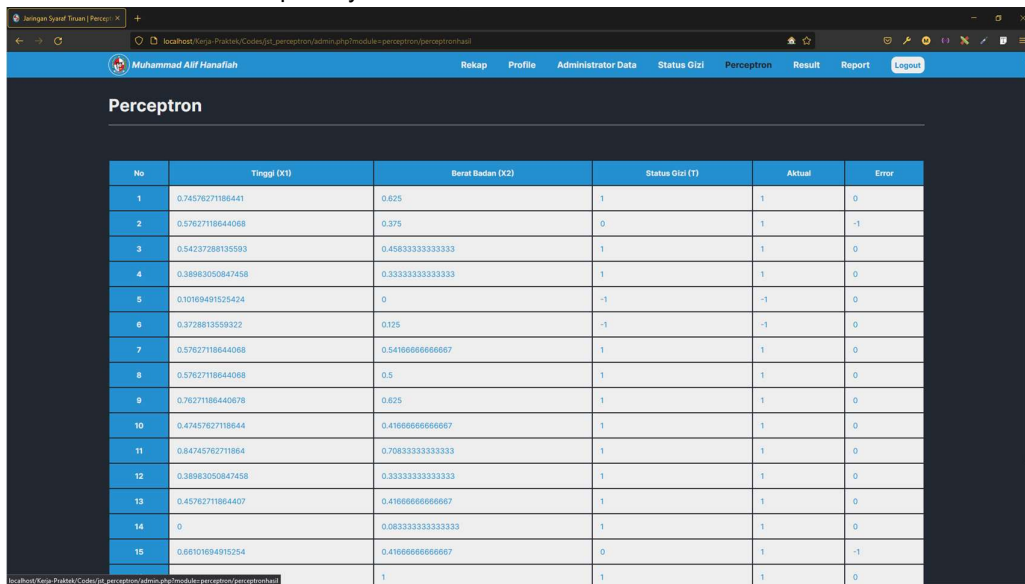 Jaringan Syaraf Tiruan | Percept
localhost/Kerja-Praktek/Codes/jst_perceptron/admin.php?module=perceptron/perceptronhasil
Muhammad Alif Hanafiah Rekap Profile Administrator Data Status Gizi Perceptron Result Report Logout
Perceptron
No Tinggi (X1) Berat Badan (X2) Status Gizi (T) Aktual Error
1 0.74576271186441 0.625 1 1 0
2 0.57627118644068 0.375 0 1 -1
3 0.54237288135593 0.45833333333333 1 1 0
4 0.38983050847458 0.33333333333333 1 1 0
5 0.10169491525424 0 -1 -1 0
6 0.3728813559322 0.125 -1 -1 0
7 0.57627118644068 0.54166666666667 1 1 0
8 0.57627118644068 0.5 1 1 0
9 0.76271186440678 0.625 1 1 0
10 0.47457627118644 0.41666666666667 1 1 0
11 0.84745762711864 0.70833333333333 1 1 0
12 0.38983050847458 0.33333333333333 1 1 0
13 0.45762711864407 0.41666666666667 1 1 0
14 0 0.083333333333333 1 1 0
15 0.66101694915254 0.41666666666667 0 1 -1
1 1 1 0
localhost/Kerja-Praktek/Codes/jst_perceptron/admin.php?module=perceptron/perceptronhasil